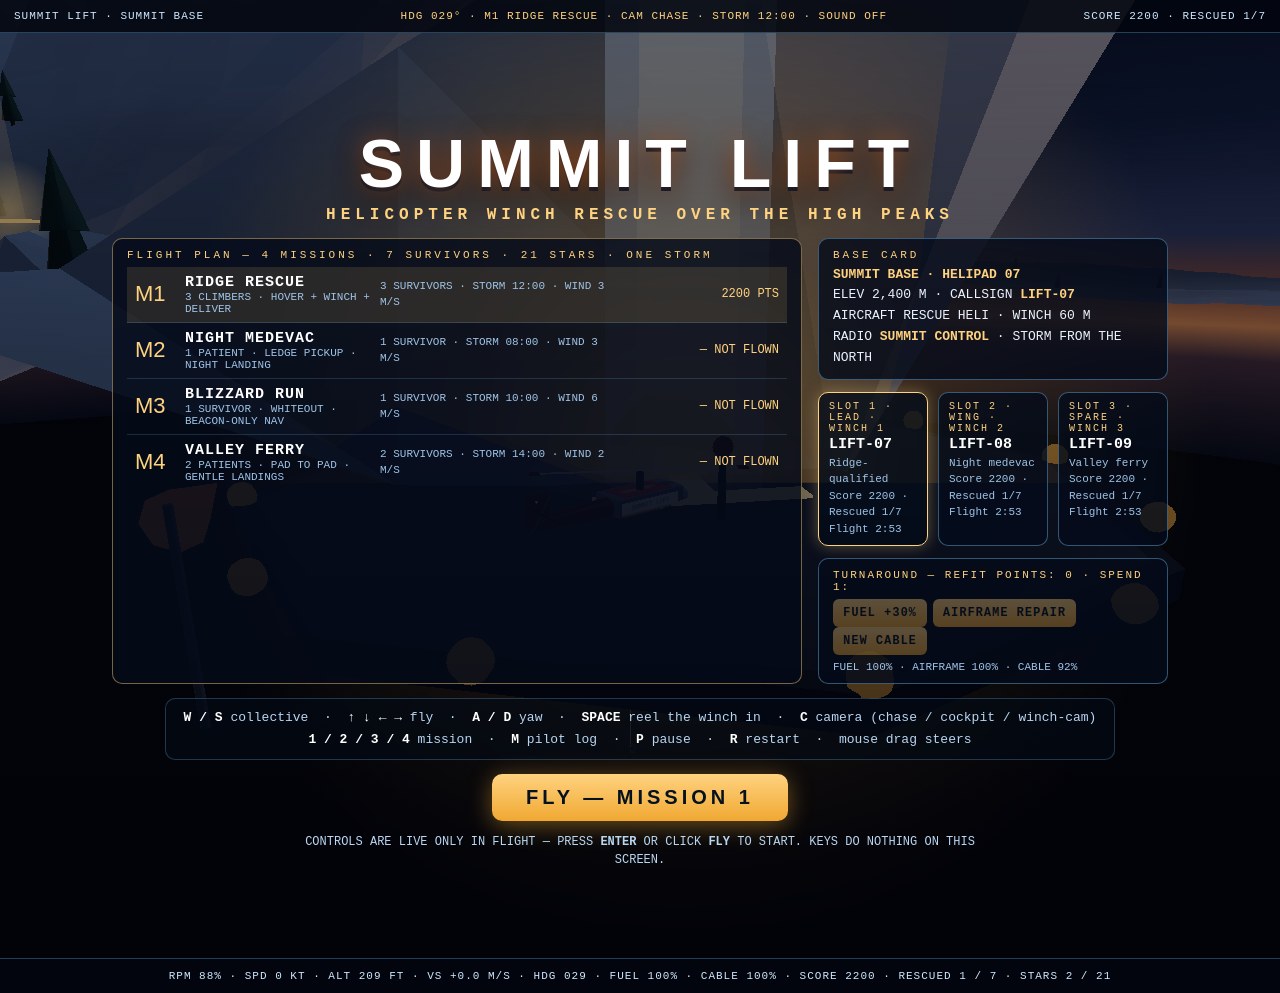 SUMMIT LIFT · SUMMIT BASE
HDG 029° · M1 RIDGE RESCUE · CAM CHASE · STORM 12:00 · SOUND OFF
SCORE 2200 · RESCUED 1/7
SUMMIT LIFT
HELICOPTER WINCH RESCUE OVER THE HIGH PEAKS
FLIGHT PLAN — 4 MISSIONS · 7 SURVIVORS · 21 STARS · ONE STORM
M1
RIDGE RESCUE
3 CLIMBERS · HOVER + WINCH +
DELIVER
3 SURVIVORS · STORM 12:00 · WIND 3
M/S
2200 PTS
M2
NIGHT MEDEVAC
1 PATIENT · LEDGE PICKUP ·
NIGHT LANDING
1 SURVIVOR · STORM 08:00 · WIND 3
M/S
— NOT FLOWN
M3
BLIZZARD RUN
1 SURVIVOR · WHITEOUT ·
BEACON-ONLY NAV
1 SURVIVOR · STORM 10:00 · WIND 6
M/S
— NOT FLOWN
M4
VALLEY FERRY
2 PATIENTS · PAD TO PAD ·
GENTLE LANDINGS
2 SURVIVORS · STORM 14:00 · WIND 2
M/S
— NOT FLOWN
BASE CARD
SUMMIT BASE · HELIPAD 07
ELEV 2,400 M · CALLSIGN LIFT-07
AIRCRAFT RESCUE HELI · WINCH 60 M
RADIO SUMMIT CONTROL · STORM FROM THE
NORTH
SLOT 1 ·
LEAD ·
WINCH 1
LIFT-07
Ridge-
qualified
Score 2200 ·
Rescued 1/7
Flight 2:53
SLOT 2 ·
WING ·
WINCH 2
LIFT-08
Night medevac
Score 2200 ·
Rescued 1/7
Flight 2:53
SLOT 3 ·
SPARE ·
WINCH 3
LIFT-09
Valley ferry
Score 2200 ·
Rescued 1/7
Flight 2:53
TURNAROUND — REFIT POINTS: 0 · SPEND
1:
FUEL +30%
AIRFRAME REPAIR
NEW CABLE
FUEL 100% · AIRFRAME 100% · CABLE 92%
W / S collective · ↑ ↓ ← → fly · A / D yaw · SPACE reel the winch in · C camera (chase / cockpit / winch-cam)
1 / 2 / 3 / 4 mission · M pilot log · P pause · R restart · mouse drag steers
FLY — MISSION 1
CONTROLS ARE LIVE ONLY IN FLIGHT — PRESS ENTER OR CLICK FLY TO START. KEYS DO NOTHING ON THIS
SCREEN.
RPM 88% · SPD 0 KT · ALT 209 FT · VS +0.0 M/S · HDG 029 · FUEL 100% · CABLE 100% · SCORE 2200 · RESCUED 1 / 7 · STARS 2 / 21